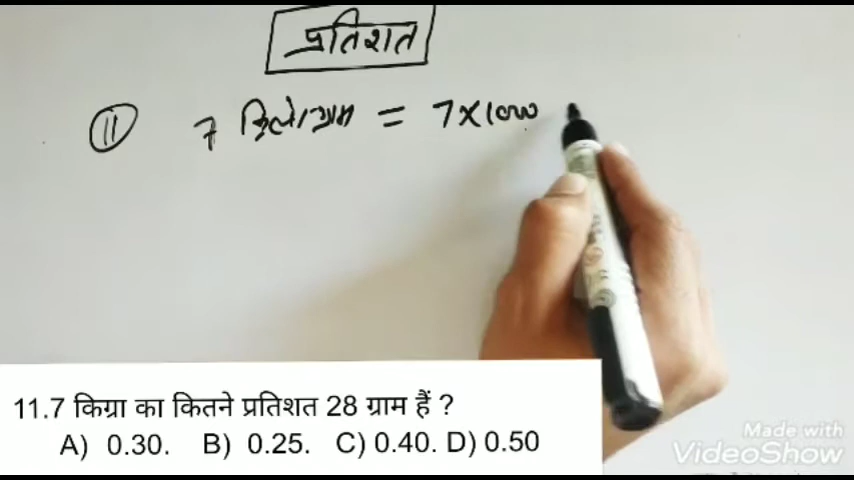 प्रतिशत
11 7 किलोग्राम = 7×1000
11.7 किग्रा का कितने प्रतिशत 28 ग्राम हैं ?
A) 0.30. B) 0.25. C) 0.40. D) 0.50
Made with
VideoShow